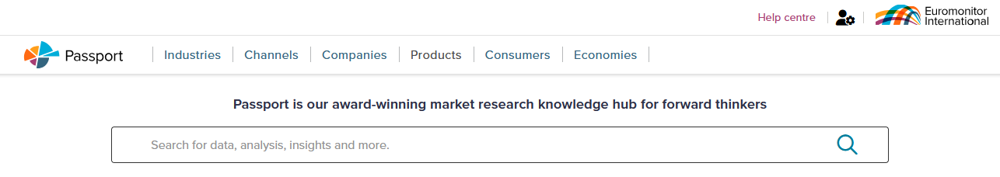 Help centre
Euromonitor
International
Passport
Industries
Channels
Companies
Products
Consumers
Economies
Passport is our award-winning market research knowledge hub for forward thinkers
Search for data, analysis, insights and more.